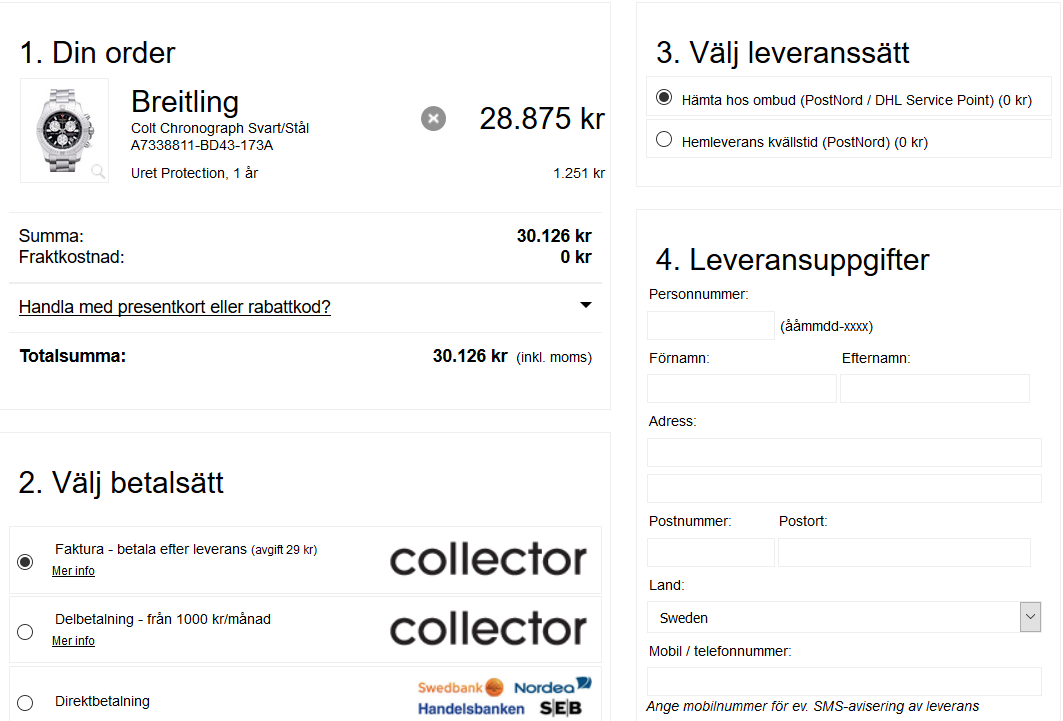 1. Din order
Breitling
28.875 kr
Colt Chronograph Svart/Stål
A7338811-BD43-173A
Uret Protection, 1 år
1.251 kr
Summa:
30.126 kr
Fraktkostnad:
0 kr
Handla med presentkort eller rabattkod?
Totalsumma:
30.126 kr (inkl. moms)
2. Välj betalsätt
Faktura - betala efter leverans (avgift 29 kr)
Mer info
collector
Delbetalning - från 1000 kr/månad
Mer info
collector
Direktbetalning
Swedbank
Nordea
Handelsbanken
SEB
3. Välj leveranssätt
Hämta hos ombud (PostNord / DHL Service Point) (0 kr)
Hemleverans kvällstid (PostNord) (0 kr)
4. Leveransuppgifter
Personnummer:
(ååmmdd-xxxx)
Förnamn:
Efternamn:
Adress:
Postnummer:
Postort:
Land:
Sweden
Mobil / telefonnummer:
Ange mobilnummer för ev. SMS-avisering av leverans